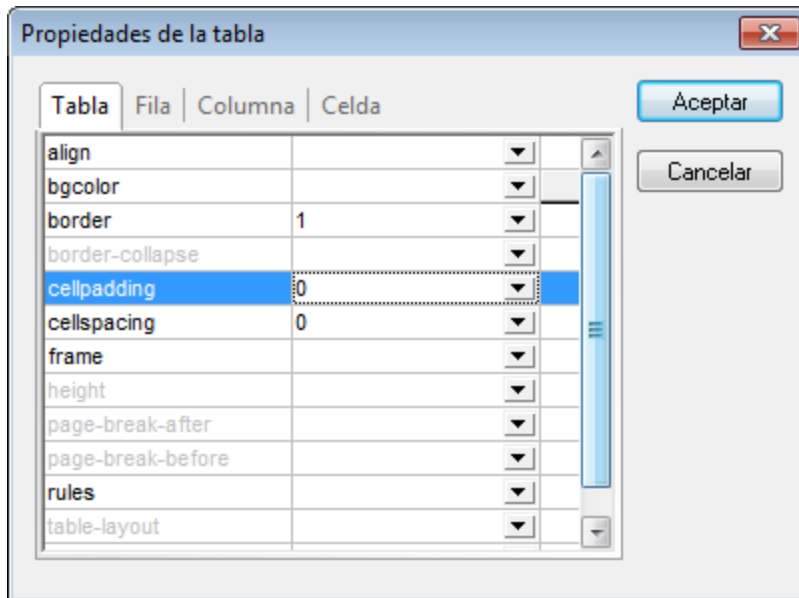 Propiedades de la tabla
Tabla Fila Columna Celda
Aceptar
Cancelar
align
bgcolor
border 1
border-collapse
cellpadding 0
cellspacing 0
frame
height
page-break-after
page-break-before
rules
table-layout